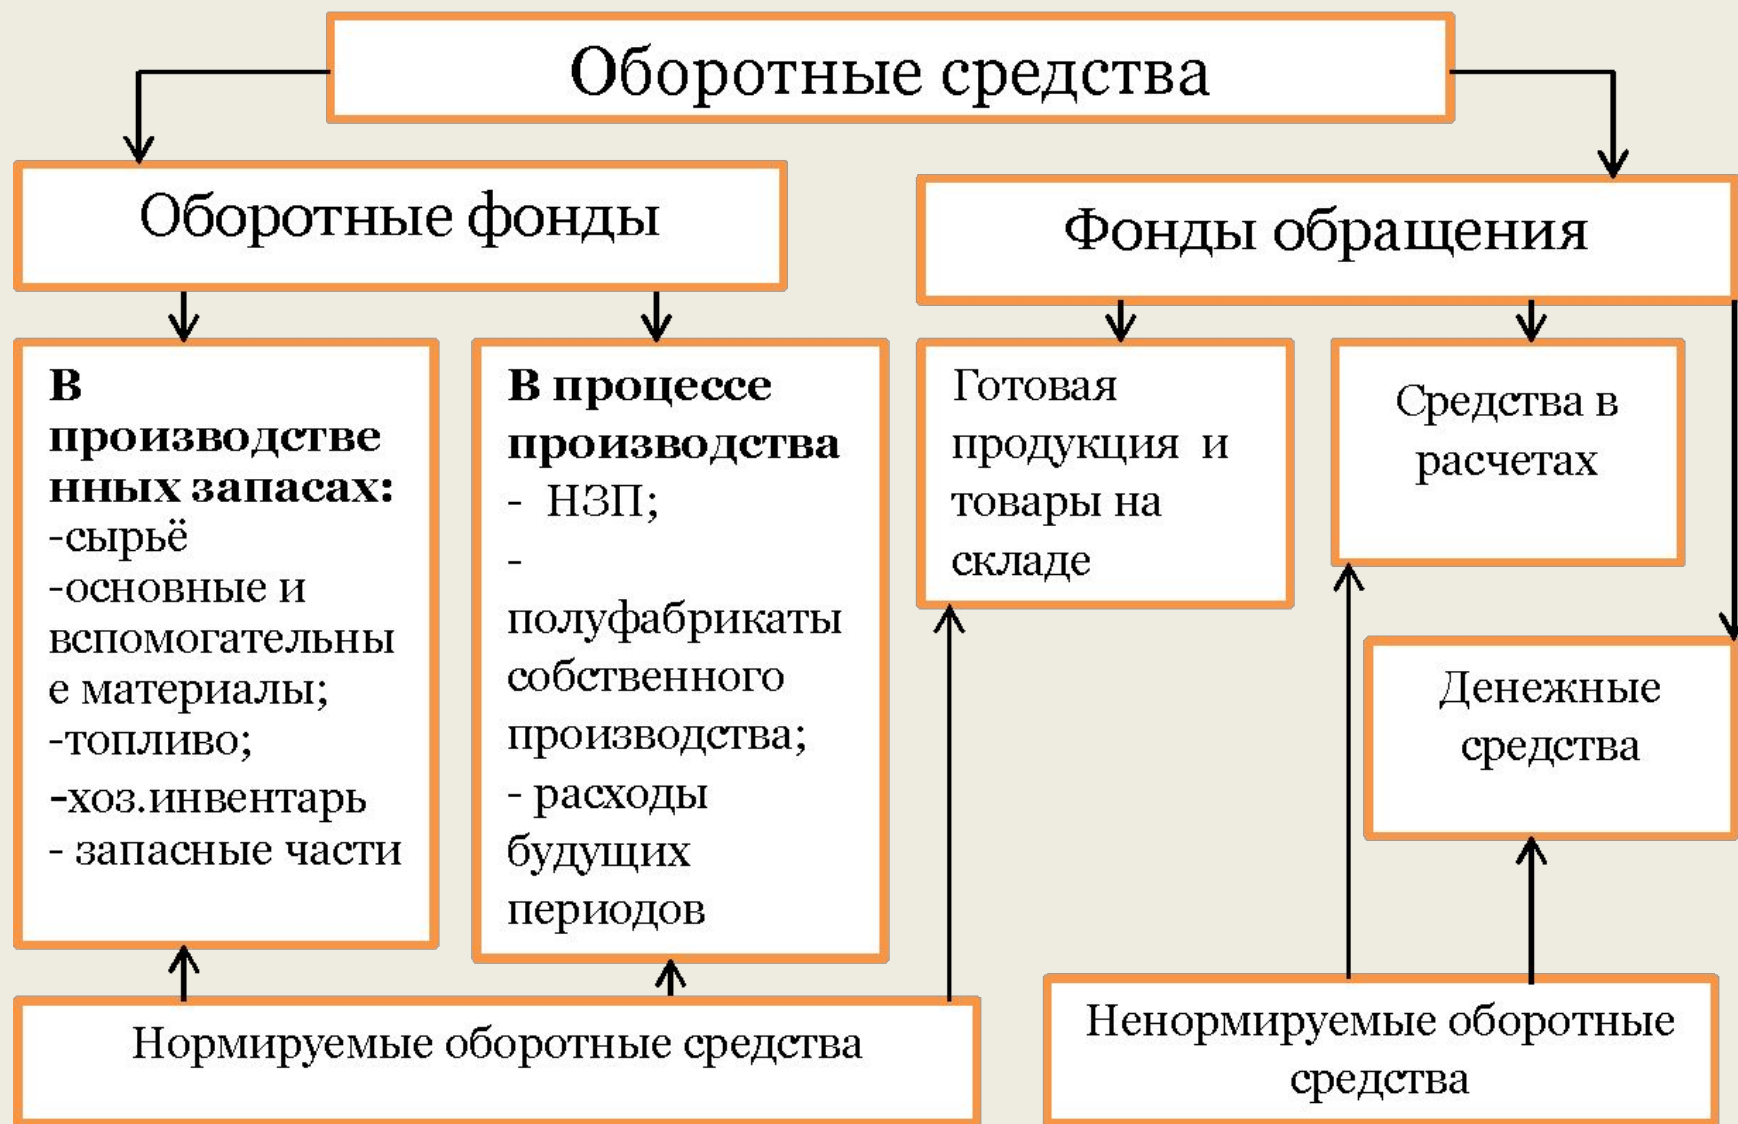 Оборотные средства
Оборотные фонды
Фонды обращения
В
производстве
нных запасах:
-сырьё
-основные и
вспомогательны
е материалы;
-топливо;
-хоз.инвентарь
- запасные части
В процессе
производства
- НЗП;
-
полуфабрикаты
собственного
производства;
- расходы
будущих
периодов
Готовая
продукция и
товары на
складе
Средства в
расчетах
Денежные
средства
Нормируемые оборотные средства
Ненормируемые оборотные
средства